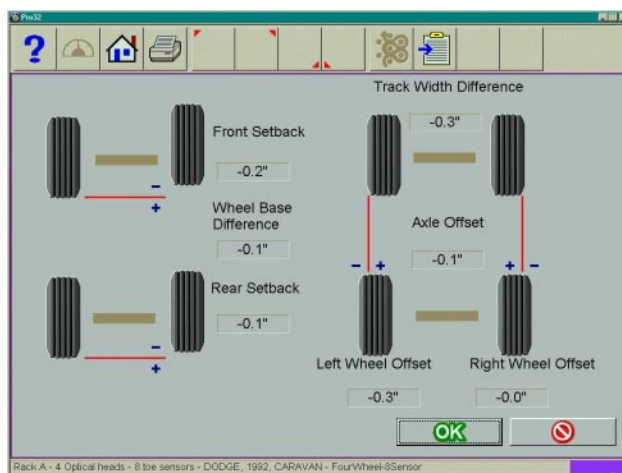 Pro32
?
Track Width Difference
-0.3"
Front Setback
-0.2"
-
+
Wheel Base
Difference
-0.1"
Axle Offset
-0.1"
- +
+ -
Rear Setback
-0.1"
-
+
Left Wheel Offset
Right Wheel Offset
-0.3"
-0.0"
OK
Rack A - 4 Optical heads - 8 toe sensors - DODGE, 1992, CARAVAN - FourWheel-8Sensor